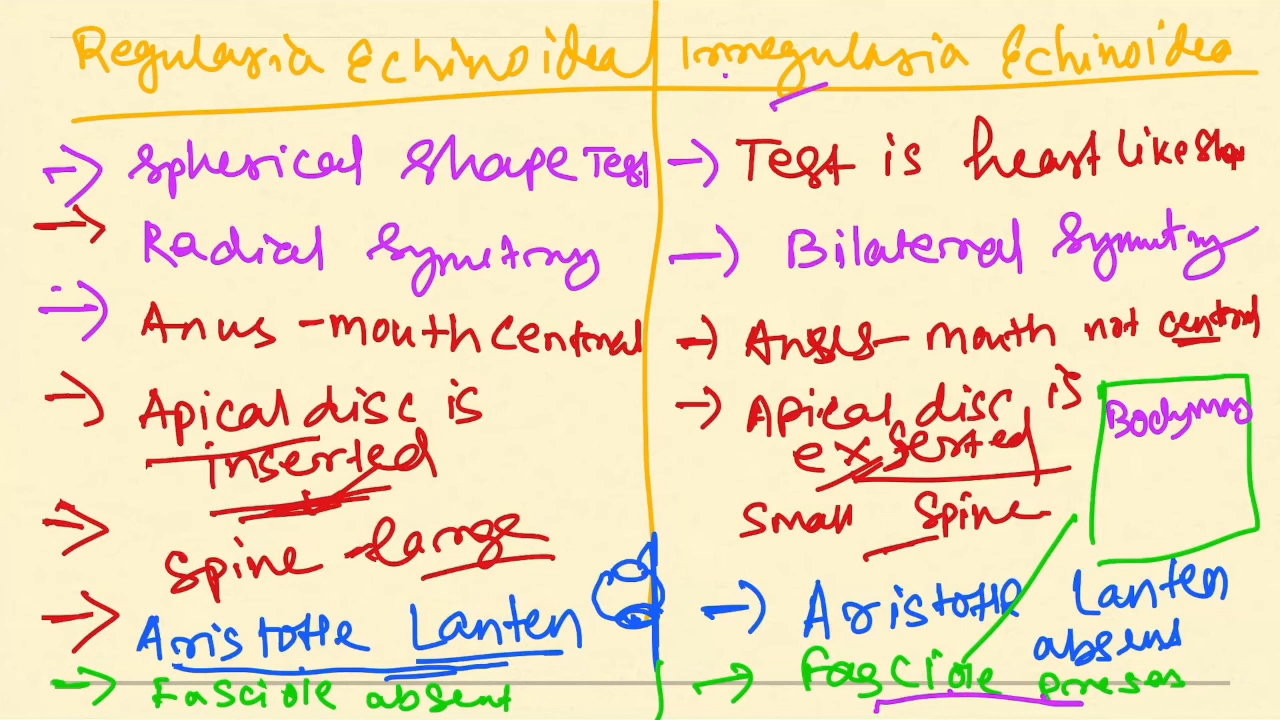 Regularia Echinoidea
Spherical Shape Test
Radial Symetry
Anus - mouth central
Apical disc is
inserted
Spine large
Aristotle Lanten
Fasciole absent
Irregularia Echinoidea
Test is heart like
Bilateral Symmetry
Anus - mouth not central
Apical disc is
exserted
Small Spine
Aristotle Lanten
absent
Fasciole